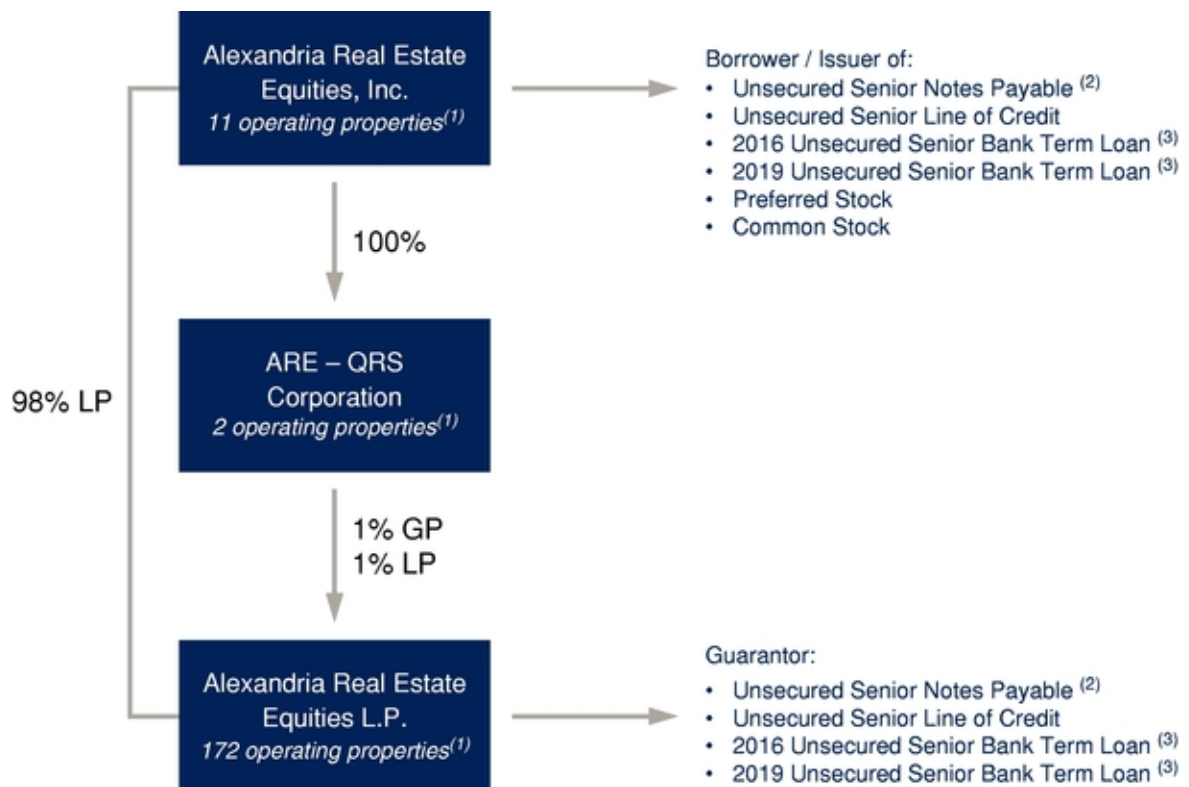 Alexandria Real Estate
Equities, Inc.
11 operating properties(1)
Borrower / Issuer of:
• Unsecured Senior Notes Payable (2)
• Unsecured Senior Line of Credit
• 2016 Unsecured Senior Bank Term Loan (3)
• 2019 Unsecured Senior Bank Term Loan (3)
• Preferred Stock
• Common Stock
100%
ARE – QRS
Corporation
2 operating properties(1)
98% LP
1% GP
1% LP
Alexandria Real Estate
Equities L.P.
172 operating properties(1)
Guarantor:
• Unsecured Senior Notes Payable (2)
• Unsecured Senior Line of Credit
• 2016 Unsecured Senior Bank Term Loan (3)
• 2019 Unsecured Senior Bank Term Loan (3)